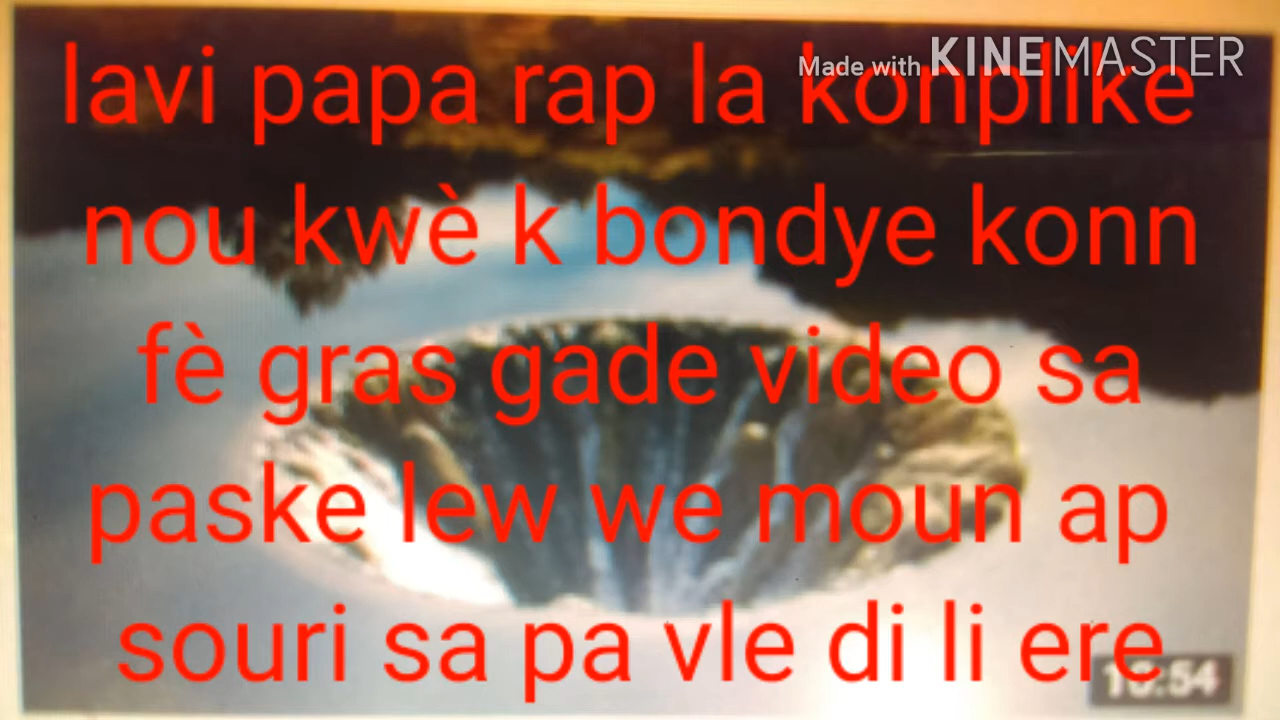 Made with KINEMASTER
lavi papa rap la konplike
nou kwè k bondye konn
fè gras gade video sa
paske lew we moun ap
souri sa pa vle di li ere